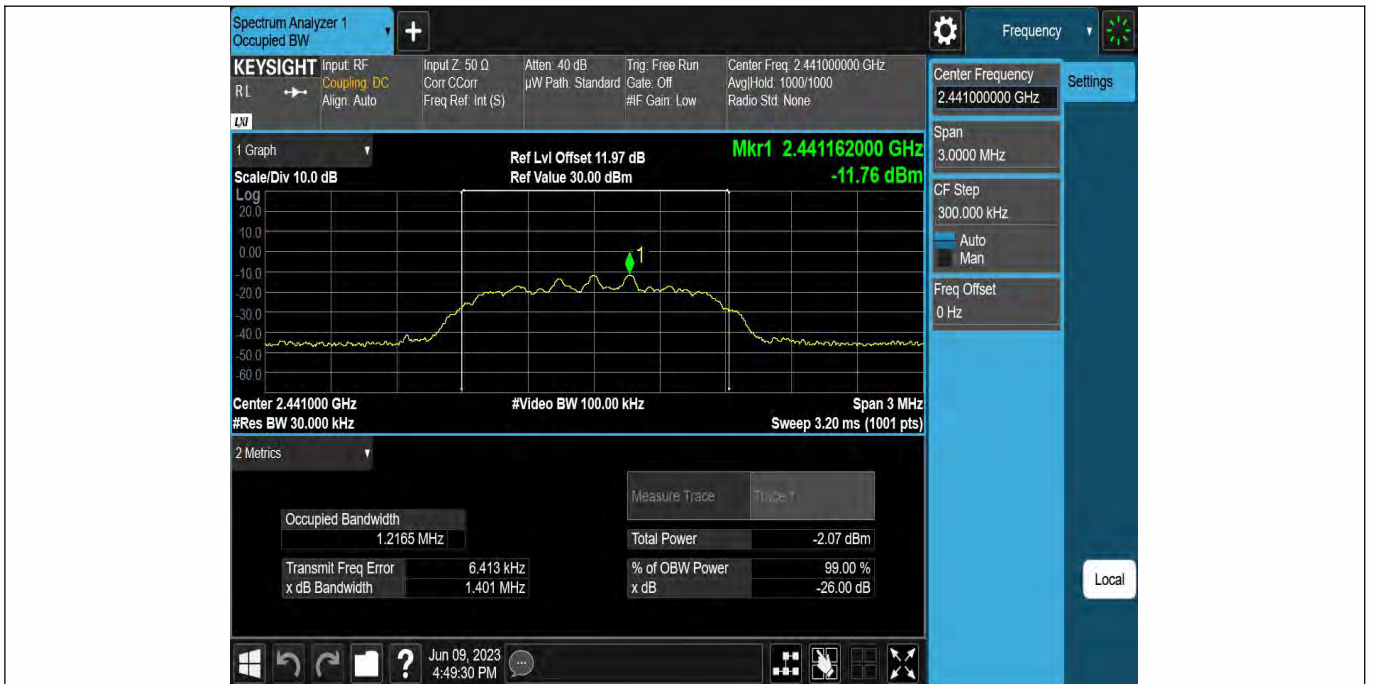 Spectrum Analyzer 1
Occupied BW
+
Frequency
KEYSIGHT
R L
LXI
Input: RF
Coupling: DC
Align: Auto
Input Z: 50 Ω
Corr CCorr
Freq Ref: Int (S)
Atten: 40 dB
µW Path: Standard
Trig: Free Run
Gate: Off
#IF Gain: Low
Center Freq: 2.441000000 GHz
Avg|Hold: 1000/1000
Radio Std: None
Center Frequency
2.441000000 GHz
Settings
Span
3.0000 MHz
CF Step
300.000 kHz
Auto
Man
Freq Offset
0 Hz
Local
1 Graph
Scale/Div 10.0 dB
Ref Lvl Offset 11.97 dB
Ref Value 30.00 dBm
Mkr1 2.441162000 GHz
-11.76 dBm
Log
20.0
10.0
0.00
-10.0
-20.0
-30.0
-40.0
-50.0
-60.0
1
Center 2.441000 GHz
#Video BW 100.00 kHz
Span 3 MHz
#Res BW 30.000 kHz
Sweep 3.20 ms (1001 pts)
2 Metrics
Measure Trace
Trace 1
Occupied Bandwidth
1.2165 MHz
Total Power -2.07 dBm
Transmit Freq Error 6.413 kHz
% of OBW Power 99.00 %
x dB Bandwidth 1.401 MHz
x dB -26.00 dB
?
Jun 09, 2023
4:49:30 PM